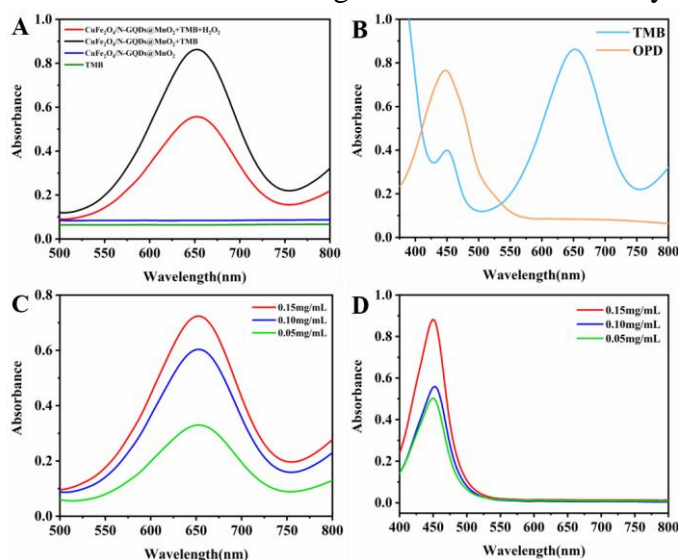 A
CuFe₂O₄/N-GQDs@MnO₂+TMB+H₂O₂
CuFe₂O₄/N-GQDs@MnO₂+TMB
CuFe₂O₄/N-GQDs@MnO₂
TMB
1.0
0.8
0.6
0.4
0.2
0.0
500 550 600 650 700 750 800
Absorbance
Wavelength(nm)
B
TMB
OPD
1.0
0.8
0.6
0.4
0.2
0.0
400 450 500 550 600 650 700 750 800
Absorbance
Wavelength(nm)
C
0.15mg/mL
0.10mg/mL
0.05mg/mL
0.8
0.6
0.4
0.2
0.0
500 550 600 650 700 750 800
Absorbance
Wavelength(nm)
D
0.15mg/mL
0.10mg/mL
0.05mg/mL
1.0
0.8
0.6
0.4
0.2
0.0
400 450 500 550 600 650 700 750 800
Absorbance
Wavelength(nm)